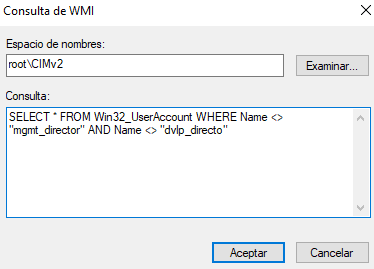 Consulta de WMI
Espacio de nombres:
root\CIMv2
Examinar...
Consulta:
SELECT * FROM Win32_UserAccount WHERE Name <>
"mgmt_director" AND Name <> "dvlp_directo"
Aceptar
Cancelar